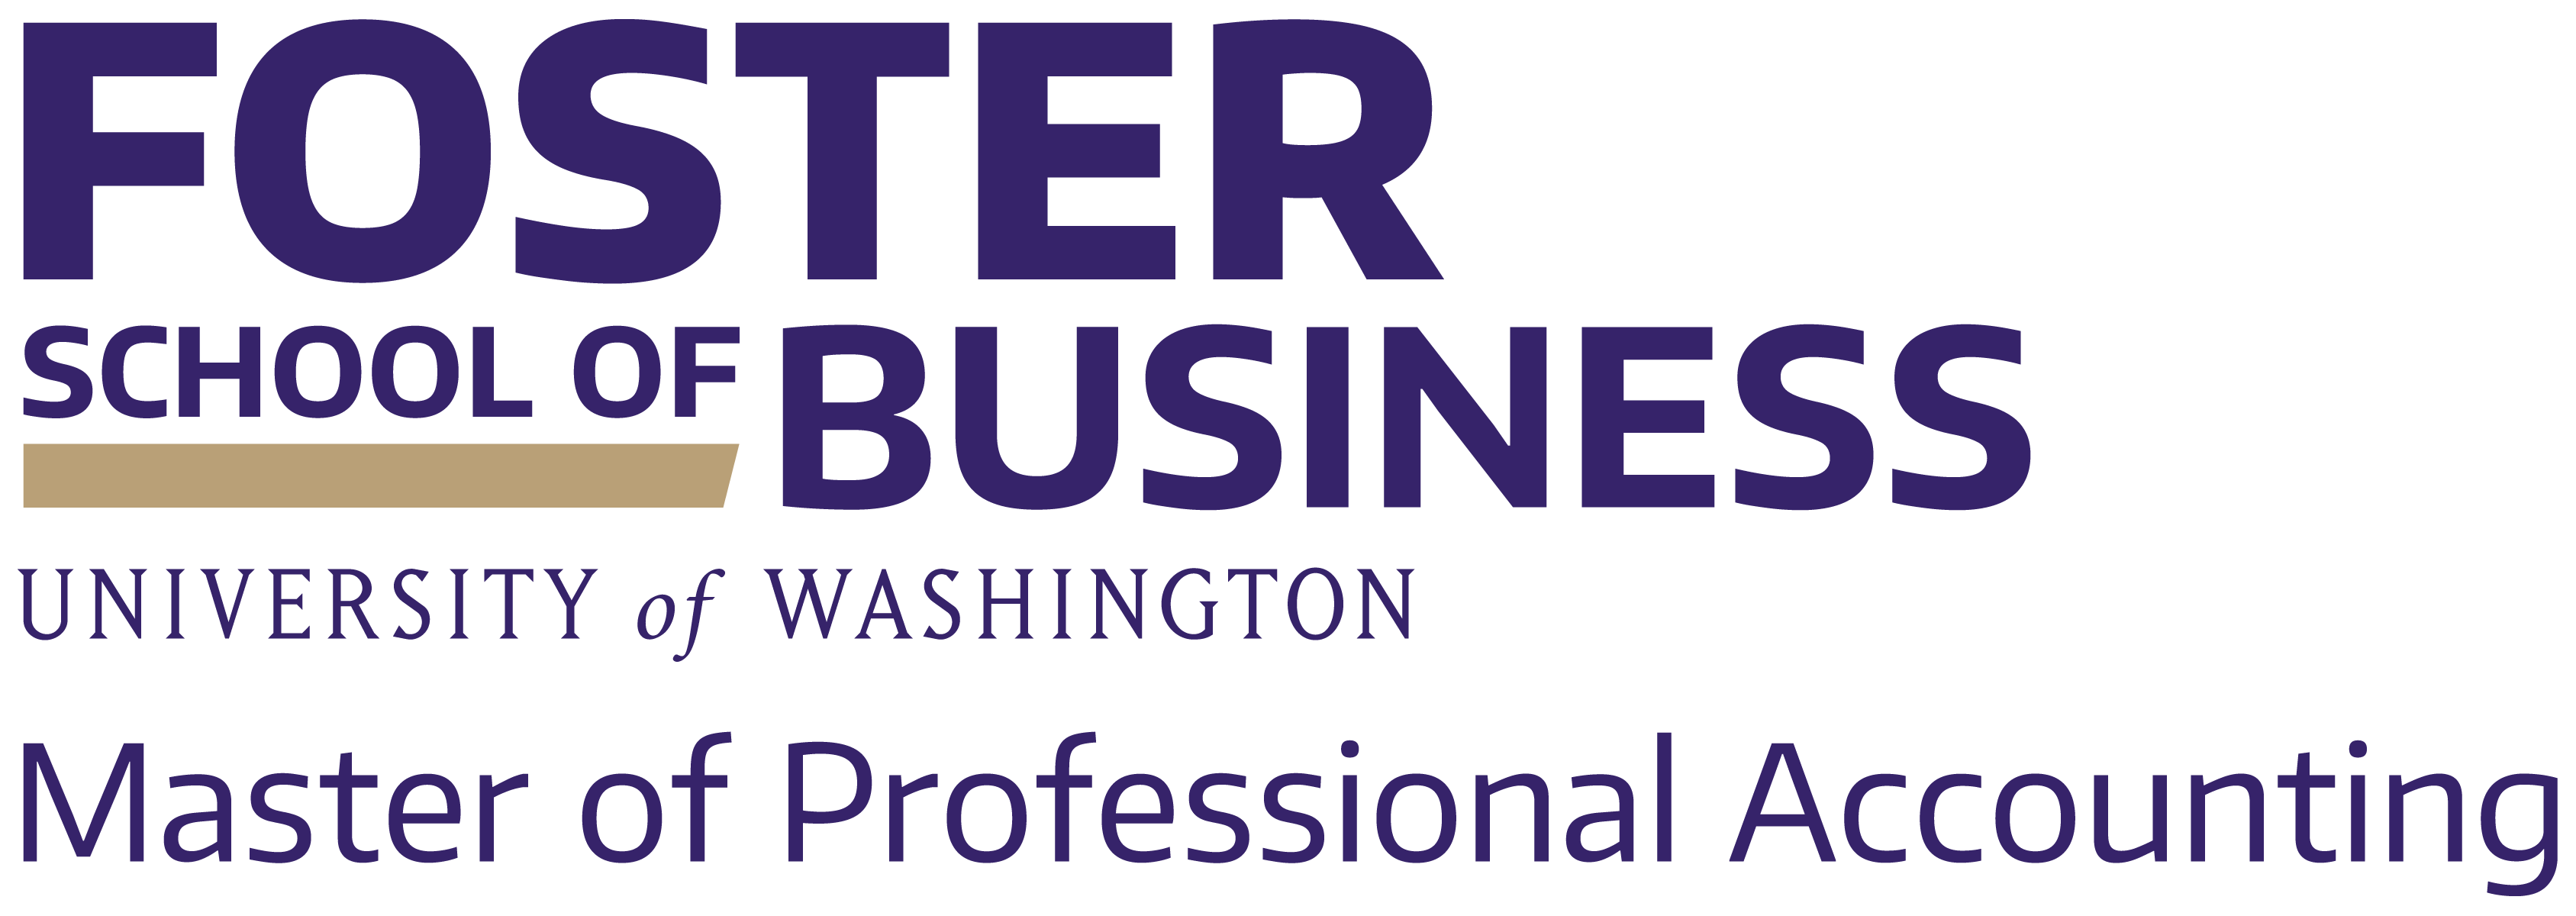 FOSTER
SCHOOL OF BUSINESS
UNIVERSITY of WASHINGTON
Master of Professional Accounting